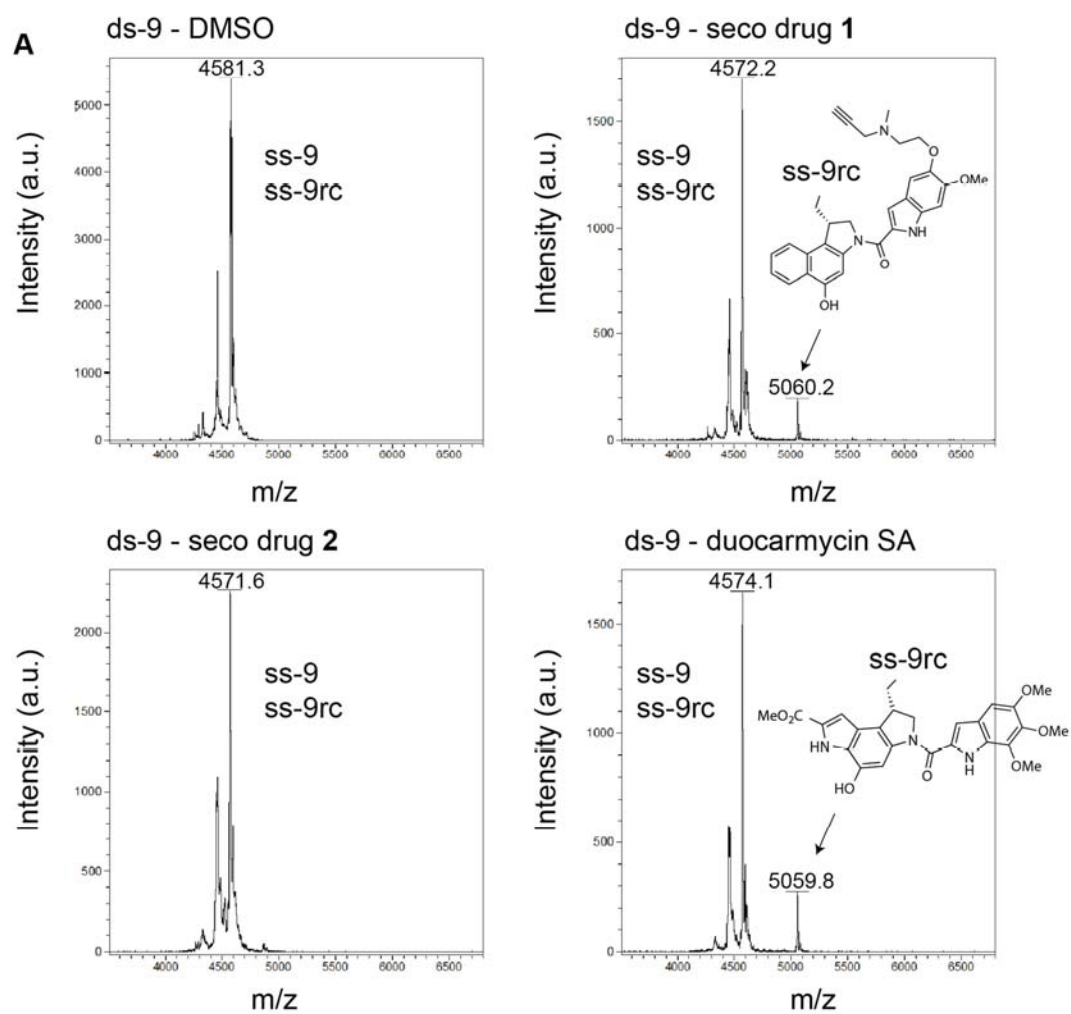 A
ds-9 - DMSO
4581.3
5000
4000
3000
2000
1000
0
ss-9
ss-9rc
Intensity (a.u.)
4000 4500 5000 5500 6000 6500
m/z
ds-9 - seco drug 1
4572.2
1500
1000
500
0
ss-9
ss-9rc
ss-9rc
N
O
OMe
NH
N
O
OH
5060.2
Intensity (a.u.)
4000 4500 5000 5500 6000 6500
m/z
ds-9 - seco drug 2
4571.6
2000
1500
1000
500
0
ss-9
ss-9rc
Intensity (a.u.)
4000 4500 5000 5500 6000 6500
m/z
ds-9 - duocarmycin SA
4574.1
1500
1000
500
0
ss-9
ss-9rc
ss-9rc
MeO2C
HN
HO
N
O
N
H
OMe
OMe
OMe
5059.8
Intensity (a.u.)
4000 4500 5000 5500 6000 6500
m/z